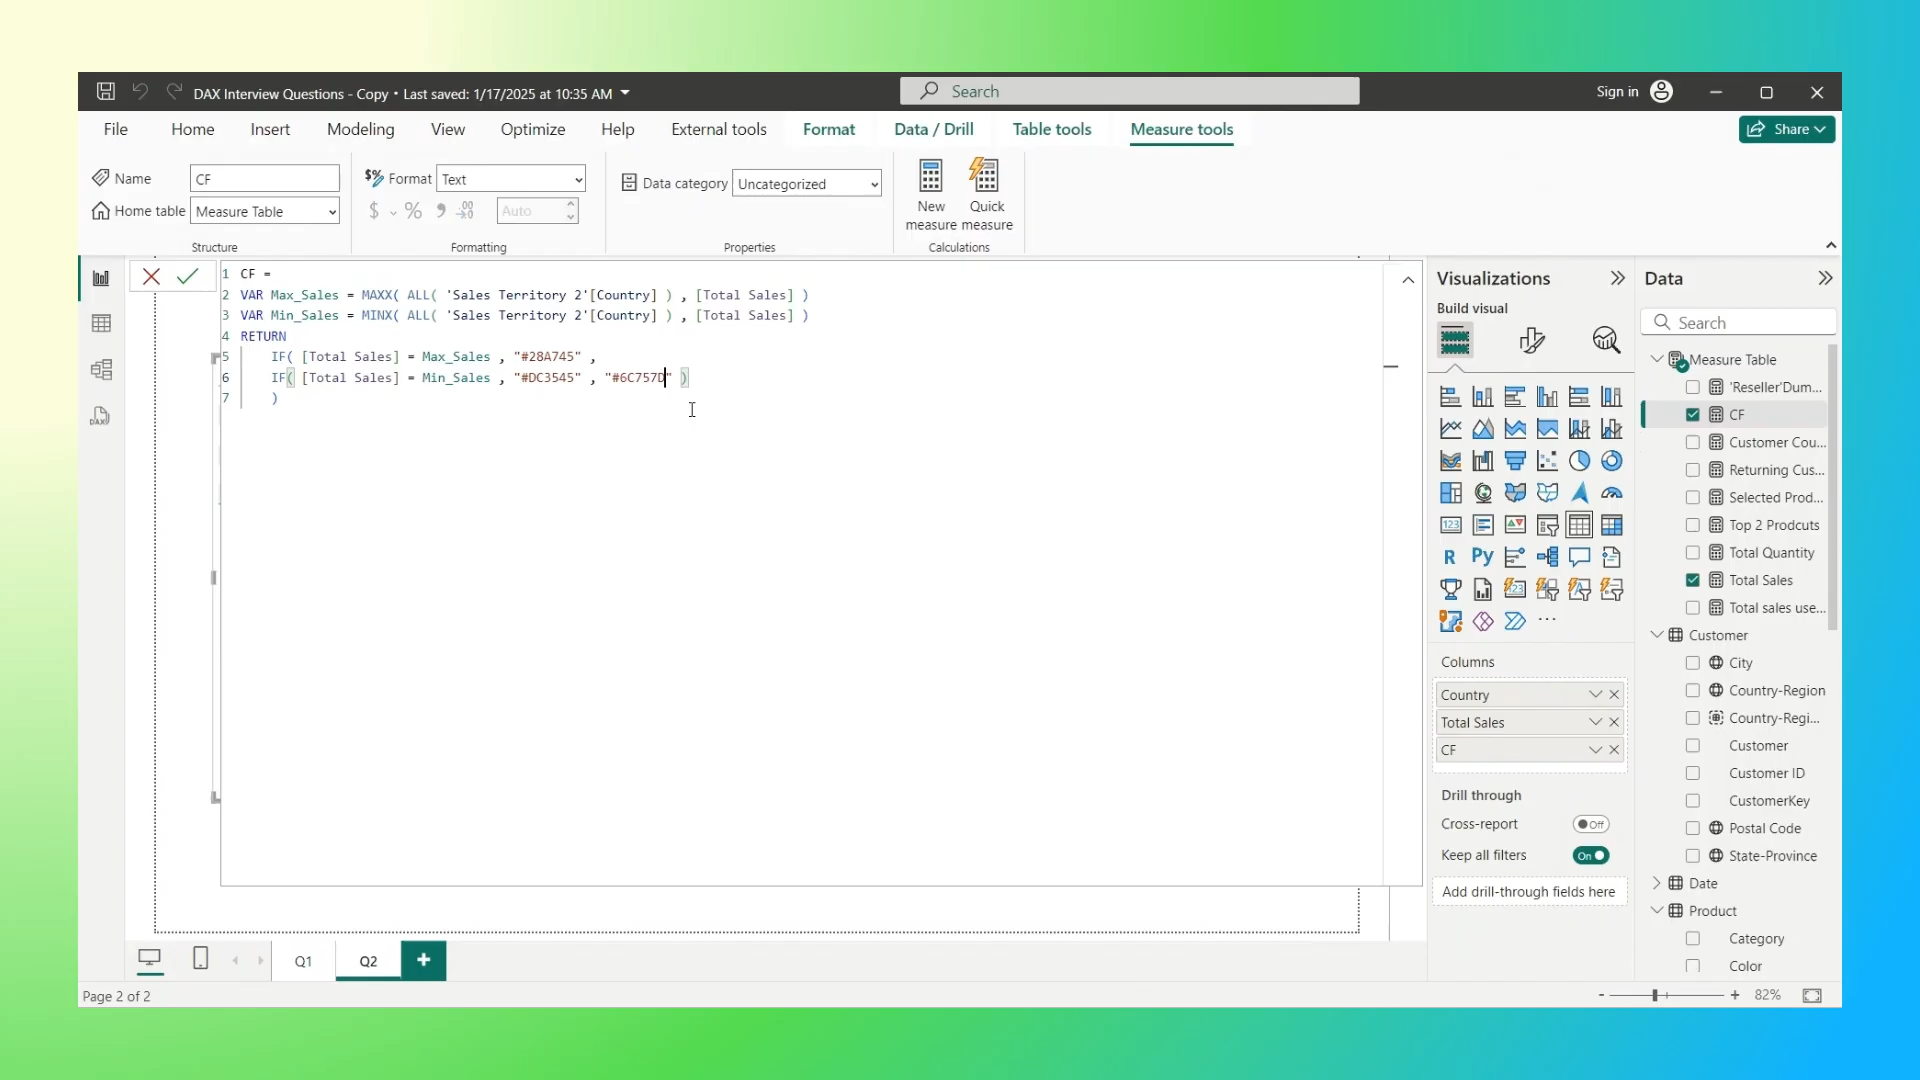 DAX Interview Questions - Copy • Last saved: 1/17/2025 at 10:35 AM
Search
Sign in
File Home Insert Modeling View Optimize Help External tools Format Data / Drill Table tools Measure tools
Share
Name CF
Home table Measure Table
Structure
Format Text
$ % Auto
Formatting
Data category Uncategorized
Properties
New measure
Quick measure
Calculations
1 CF =
2 VAR Max_Sales = MAXX( ALL( 'Sales Territory 2'[Country] ) , [Total Sales] )
3 VAR Min_Sales = MINX( ALL( 'Sales Territory 2'[Country] ) , [Total Sales] )
4 RETURN
5 IF( [Total Sales] = Max_Sales , "#28A745" ,
6 IF( [Total Sales] = Min_Sales , "#DC3545" , "#6C757D" )
7 )
Visualizations
Build visual
123
R Py
123
...
Columns
Country
Total Sales
CF
Drill through
Cross-report Off
Keep all filters On
Add drill-through fields here
Data
Search
Measure Table
'Reseller'Dum...
CF
Customer Cou...
Returning Cus...
Selected Prod...
Top 2 Prodcuts
Total Quantity
Total Sales
Total sales use...
Customer
City
Country-Region
Country-Regi...
Customer
Customer ID
CustomerKey
Postal Code
State-Province
Date
Product
Category
Color
DAX
Q1 Q2 +
Page 2 of 2
- + 82%